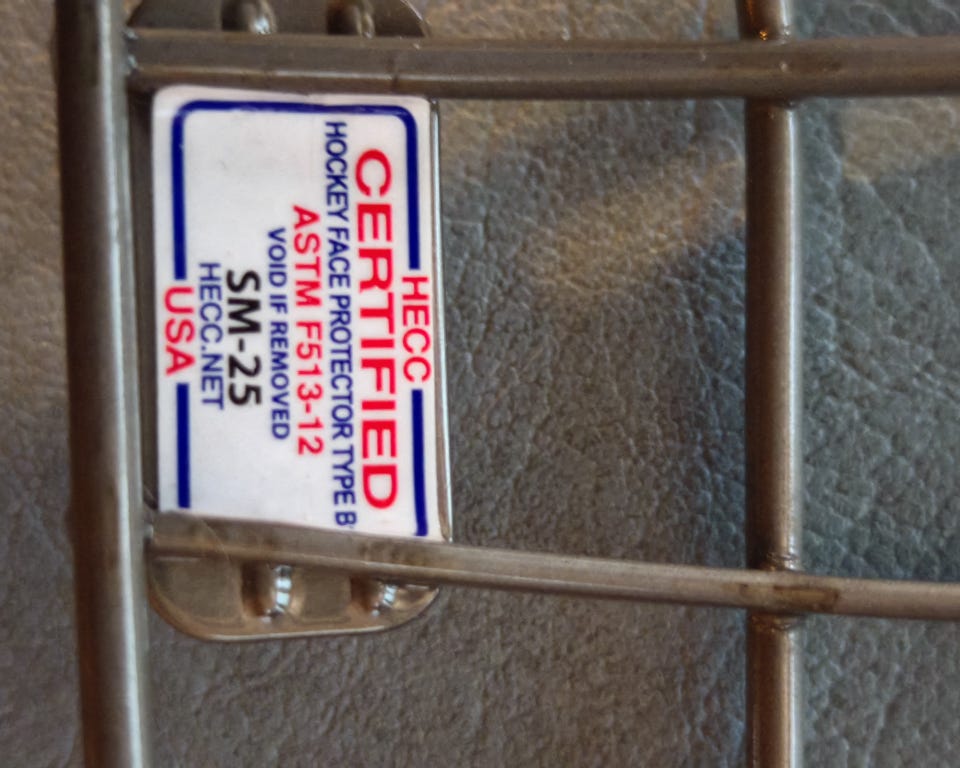 HECC
CERTIFIED
HOCKEY FACE PROTECTOR TYPE B
ASTM F513-12
VOID IF REMOVED
SM-25
HECC.NET
USA